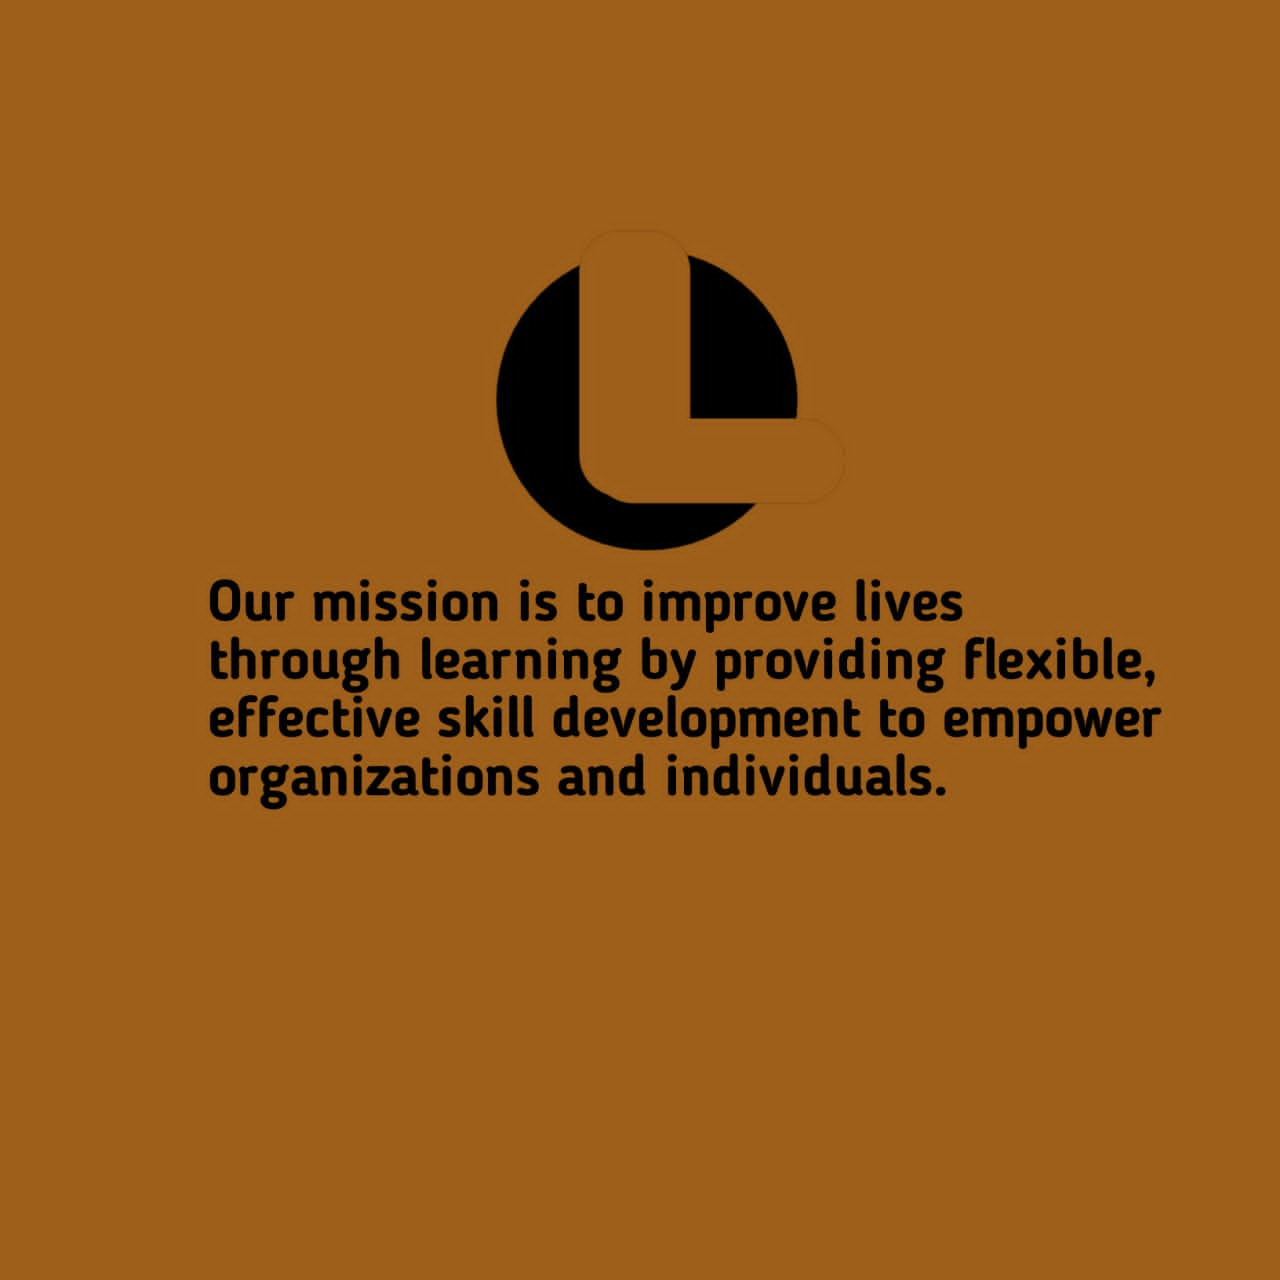 L
Our mission is to improve lives
through learning by providing flexible,
effective skill development to empower
organizations and individuals.